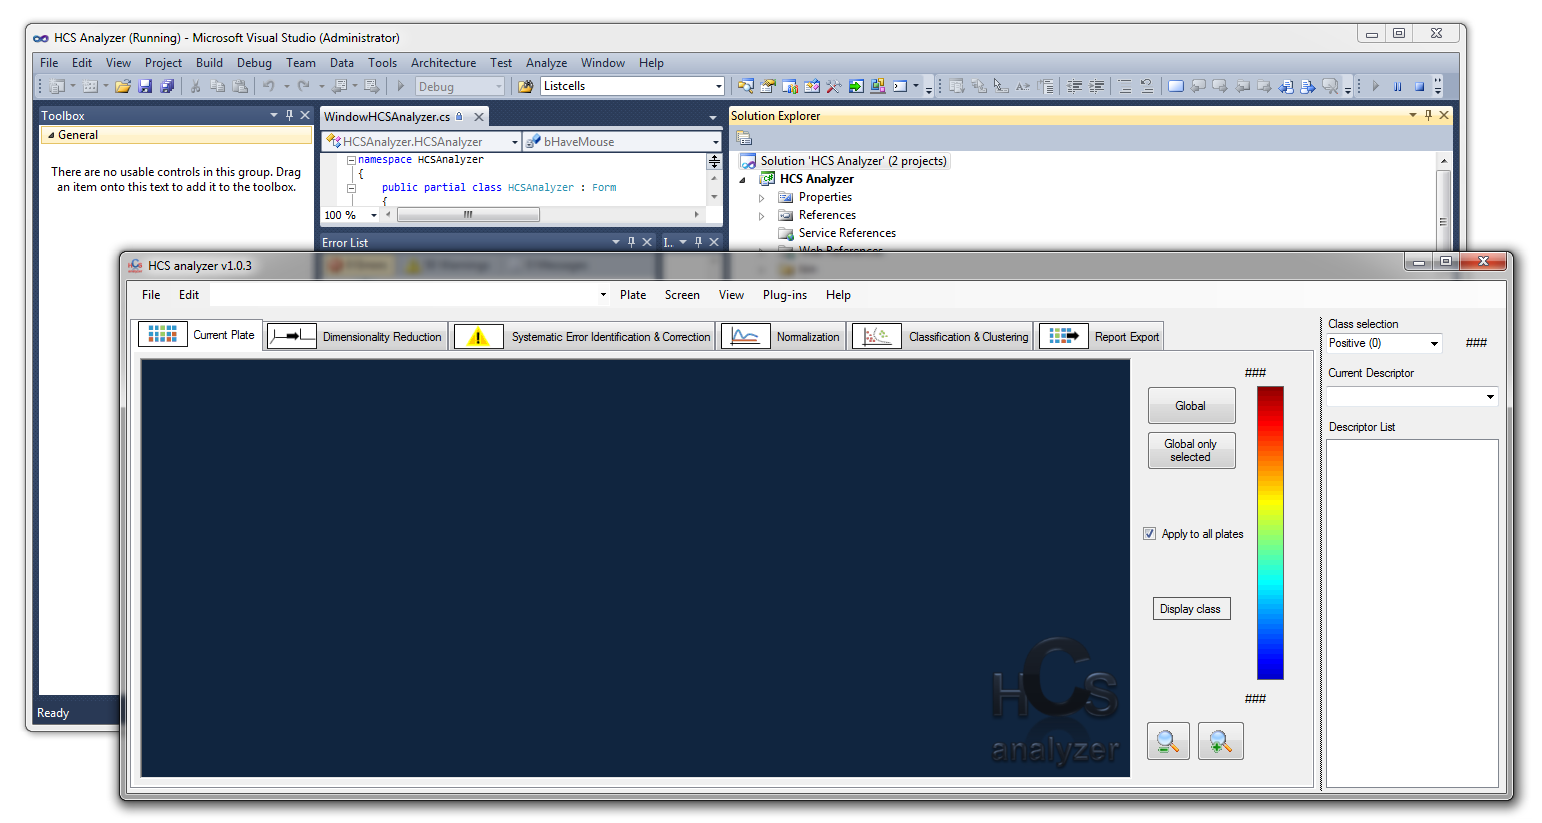 HCS Analyzer (Running) - Microsoft Visual Studio (Administrator)
File Edit View Project Build Debug Team Data Tools Architecture Test Analyze Window Help
Debug Listcells
Toolbox
General
There are no usable controls in this group. Drag
an item onto this text to add it to the toolbox.
WindowHCSAnalyzer.cs
HCSAnalyzer.HCSAnalyzer bHaveMouse
namespace HCSAnalyzer
{
public partial class HCSAnalyzer : Form
{
100 %
Error List I..
Solution Explorer
Solution 'HCS Analyzer' (2 projects)
HCS Analyzer
Properties
References
Service References
Web References
Ready
HCS analyzer v1.0.3
File Edit Plate Screen View Plug-ins Help
Current Plate Dimensionality Reduction Systematic Error Identification & Correction Normalization Classification & Clustering Report Export
###
Global
Global only
selected
Apply to all plates
Display class
###
HCS
analyzer
Class selection
Positive (0) ###
Current Descriptor
Descriptor List